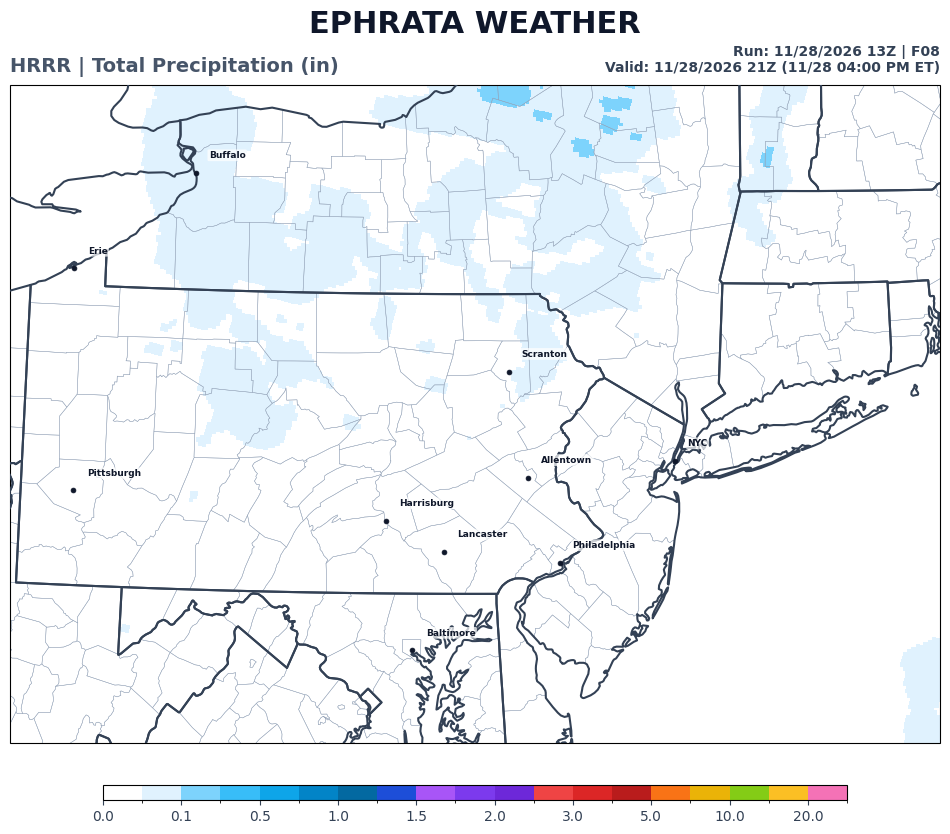 EPHRATA WEATHER
HRRR | Total Precipitation (in)
Run: 11/28/2026 13Z | F08
Valid: 11/28/2026 21Z (11/28 04:00 PM ET)
Buffalo
Erie
Scranton
NYC
Allentown
Pittsburgh
Harrisburg
Lancaster
Philadelphia
Baltimore
0.0 0.1 0.5 1.0 1.5 2.0 3.0 5.0 10.0 20.0